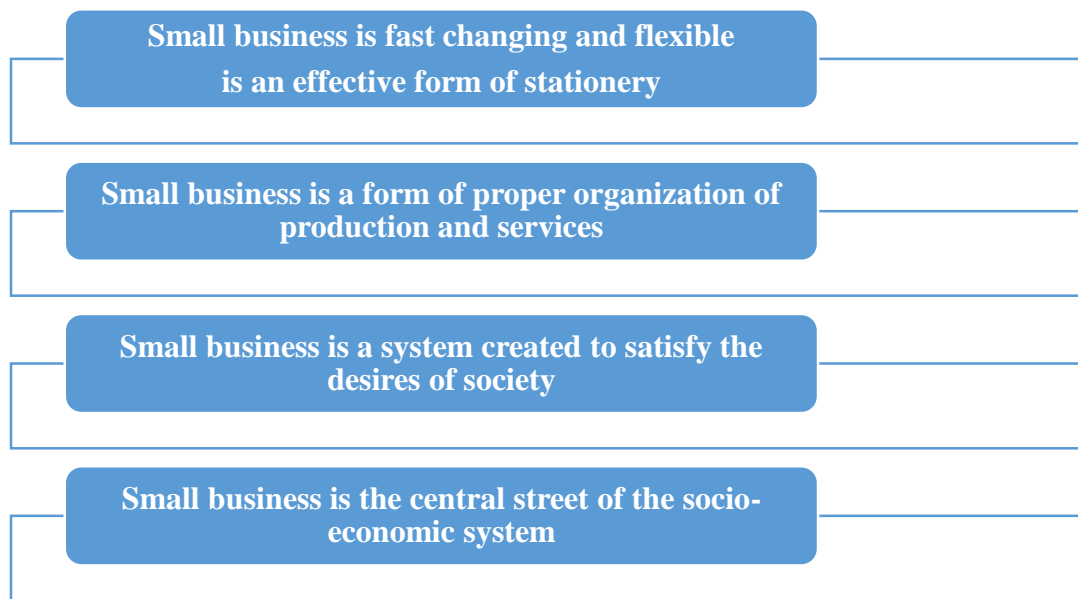 Small business is fast changing and flexible
is an effective form of stationery
Small business is a form of proper organization of
production and services
Small business is a system created to satisfy the
desires of society
Small business is the central street of the socio-
economic system